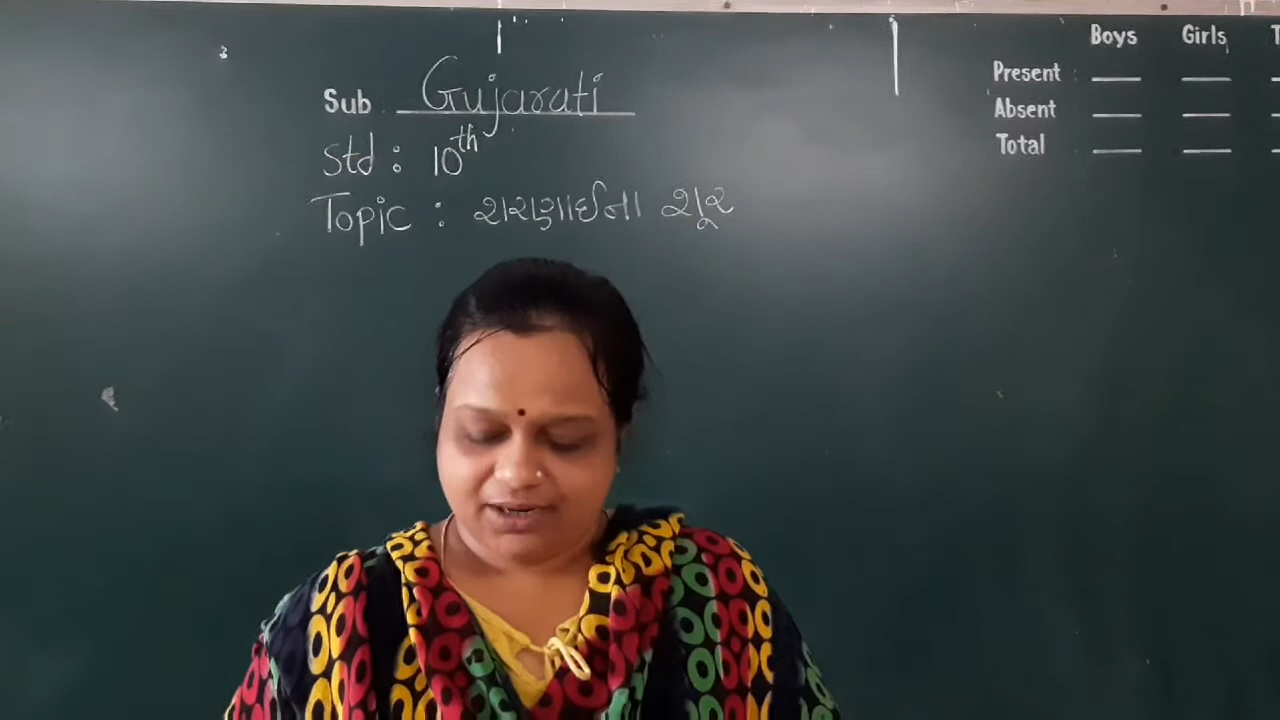 Boys Girls
Sub : Gujarati
Present :
Absent
Std : 10th
Total :
Topic : શરણાઈના શૂર